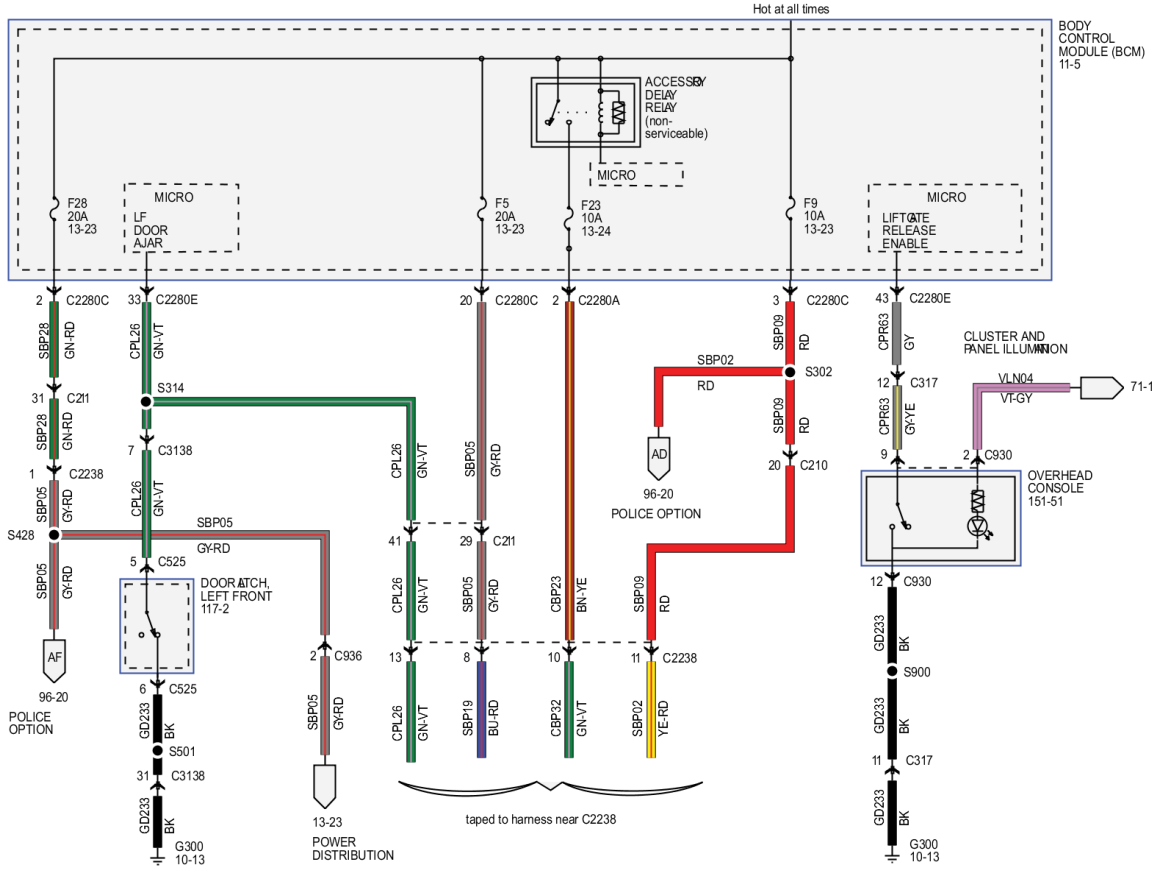 Hot at all times
BODY
CONTROL
MODULE (BCM)
11-5
ACCESSORY
DELAY
RELAY
(non-
serviceable)
MICRO
F28
20A
13-23
MICRO
LF
DOOR
AJAR
F5
20A
13-23
F23
10A
13-24
F9
10A
13-23
MICRO
LIFTGATE
RELEASE
ENABLE
2 C2280C
33 C2280E
20 C2280C
2 C2280A
3 C2280C
43 C2280E
SBP28
GN-RD
CPL26
GN-VT
SBP09
RD
CPR63
GY
CLUSTER AND
PANEL ILLUMINATION
SBP02
RD
S302
12 C317
VLN04
VT-GY
71-1
31 C211
S314
SBP28
GN-RD
7 C3138
CPL26
GN-VT
SBP05
GY-RD
SBP09
RD
CPR63
GY-YE
1 C2238
AD
96-20
POLICE OPTION
20 C210
9
2 C930
OVERHEAD
CONSOLE
151-51
SBP05
GY-RD
CPL26
GN-VT
S428
SBP05
GY-RD
41
29 C211
5 C525
SBP05
GY-RD
DOOR LATCH,
LEFT FRONT
117-2
CPL26
GN-VT
SBP05
GY-RD
CBP23
BN-YE
SBP09
RD
12 C930
AF
96-20
POLICE
OPTION
2 C936
13
8
10
11 C2238
GD233
BK
S900
6 C525
GD233
BK
SBP05
GY-RD
CPL26
GN-VT
SBP19
BU-RD
CBP32
GN-VT
SBP02
YE-RD
GD233
BK
S501
31 C3138
11 C317
GD233
BK
13-23
POWER
DISTRIBUTION
taped to harness near C2238
GD233
BK
G300
10-13
G300
10-13